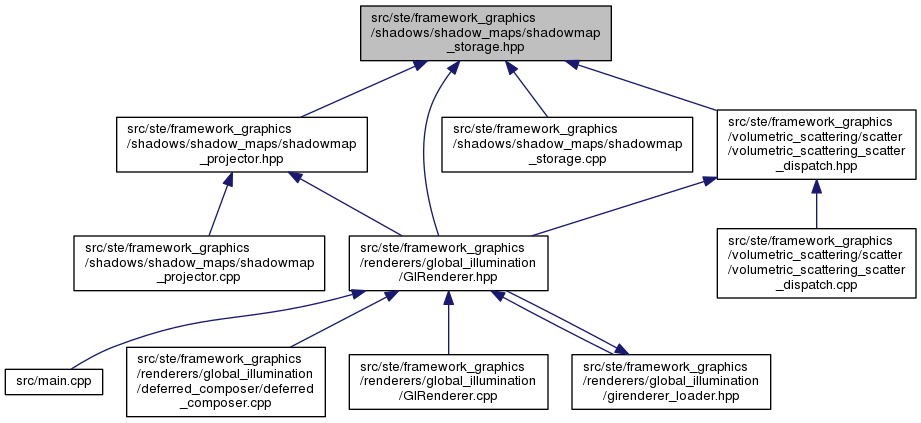 src/ste/framework_graphics
/shadows/shadow_maps/shadowmap
_storage.hpp
src/ste/framework_graphics
/shadows/shadow_maps/shadowmap
_projector.hpp
src/ste/framework_graphics
/shadows/shadow_maps/shadowmap
_storage.cpp
src/ste/framework_graphics
/volumetric_scattering/scatter
/volumetric_scattering_scatter
_dispatch.hpp
src/ste/framework_graphics
/shadows/shadow_maps/shadowmap
_projector.cpp
src/ste/framework_graphics
/renderers/global_illumination
/GIRenderer.hpp
src/ste/framework_graphics
/volumetric_scattering/scatter
/volumetric_scattering_scatter
_dispatch.cpp
src/main.cpp
src/ste/framework_graphics
/renderers/global_illumination
/deferred_composer/deferred
_composer.cpp
src/ste/framework_graphics
/renderers/global_illumination
/GIRenderer.cpp
src/ste/framework_graphics
/renderers/global_illumination
/girenderer_loader.hpp